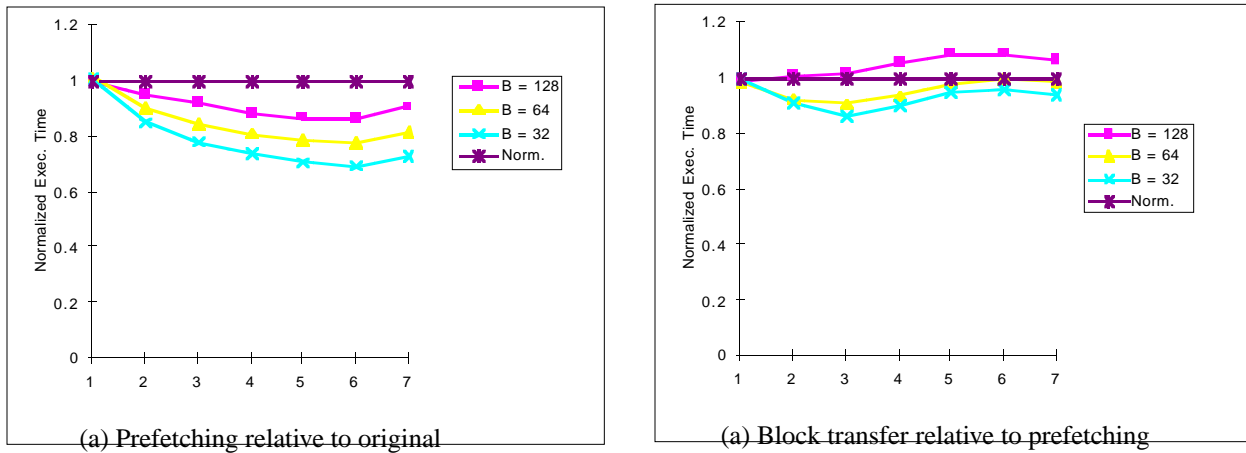 1.2
1
0.8
0.6
0.4
0.2
0
Normalized Exec. Time
1 2 3 4 5 6 7
B = 128
B = 64
B = 32
Norm.
(a) Prefetching relative to original
1.2
1
0.8
0.6
0.4
0.2
0
Normalized Exec. Time
1 2 3 4 5 6 7
B = 128
B = 64
B = 32
Norm.
(a) Block transfer relative to prefetching